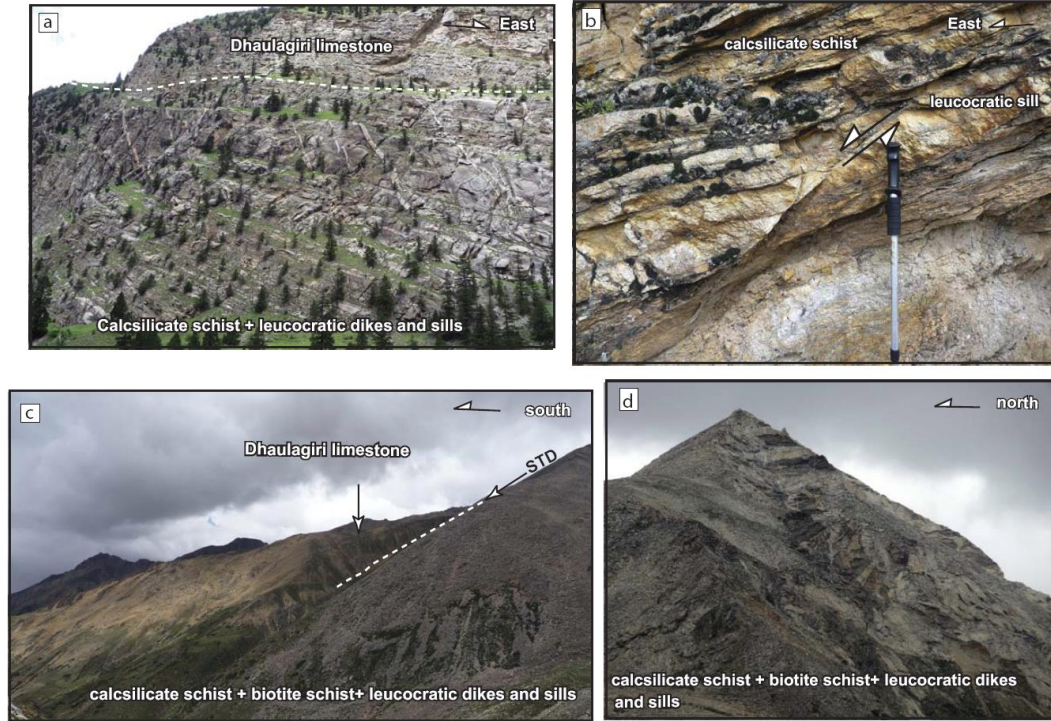 a
East
Dhaulagiri limestone
Calcsilicate schist + leucocratic dikes and sills
b
calcsilicate schist
East
leucocratic sill
c
south
Dhaulagiri limestone
STD
calcsilicate schist + biotite schist+ leucocratic dikes and sills
d
north
calcsilicate schist + biotite schist+ leucocratic dikes
and sills